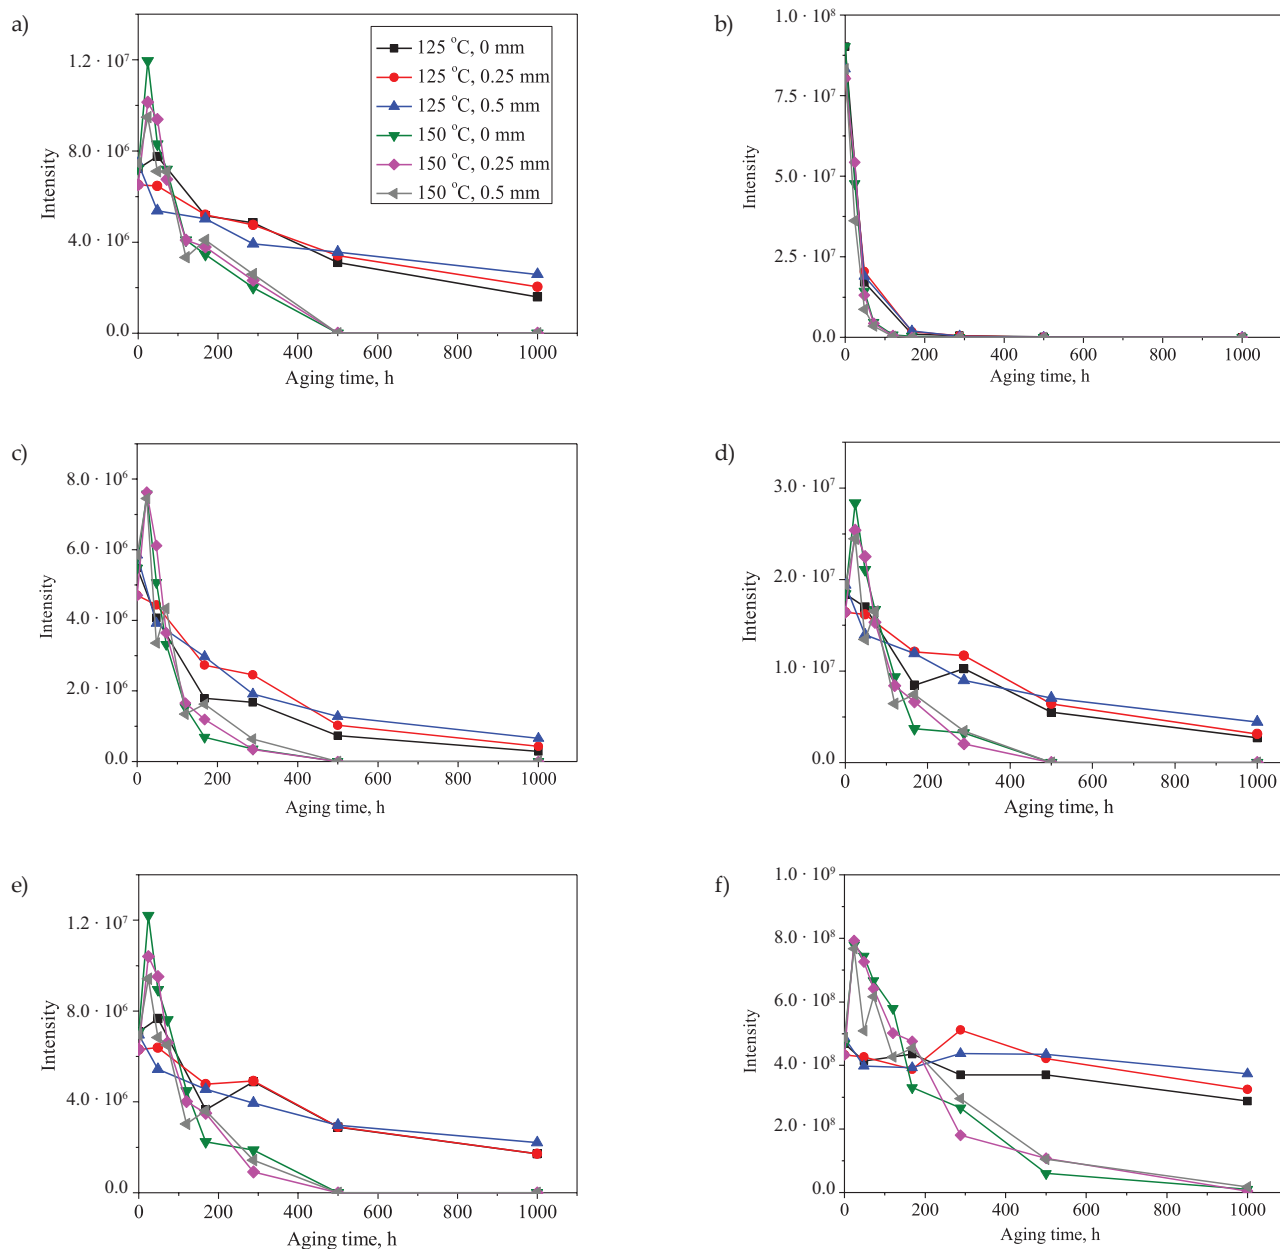 a)
1.2 · 10⁷
8.0 · 10⁶
4.0 · 10⁶
0.0
Intensity
125 °C, 0 mm
125 °C, 0.25 mm
125 °C, 0.5 mm
150 °C, 0 mm
150 °C, 0.25 mm
150 °C, 0.5 mm
0 200 400 600 800 1000
Aging time, h
b)
1.0 · 10⁸
7.5 · 10⁷
5.0 · 10⁷
2.5 · 10⁷
0.0
Intensity
0 200 400 600 800 1000
Aging time, h
c)
8.0 · 10⁶
6.0 · 10⁶
4.0 · 10⁶
2.0 · 10⁶
0.0
Intensity
0 200 400 600 800 1000
Aging time, h
d)
3.0 · 10⁷
2.0 · 10⁷
1.0 · 10⁷
0.0
Intensity
0 200 400 600 800 1000
Aging time, h
e)
1.2 · 10⁷
8.0 · 10⁶
4.0 · 10⁶
0.0
Intensity
0 200 400 600 800 1000
Aging time, h
f)
1.0 · 10⁹
8.0 · 10⁸
6.0 · 10⁸
4.0 · 10⁸
2.0 · 10⁸
0.0
Intensity
0 200 400 600 800 1000
Aging time, h